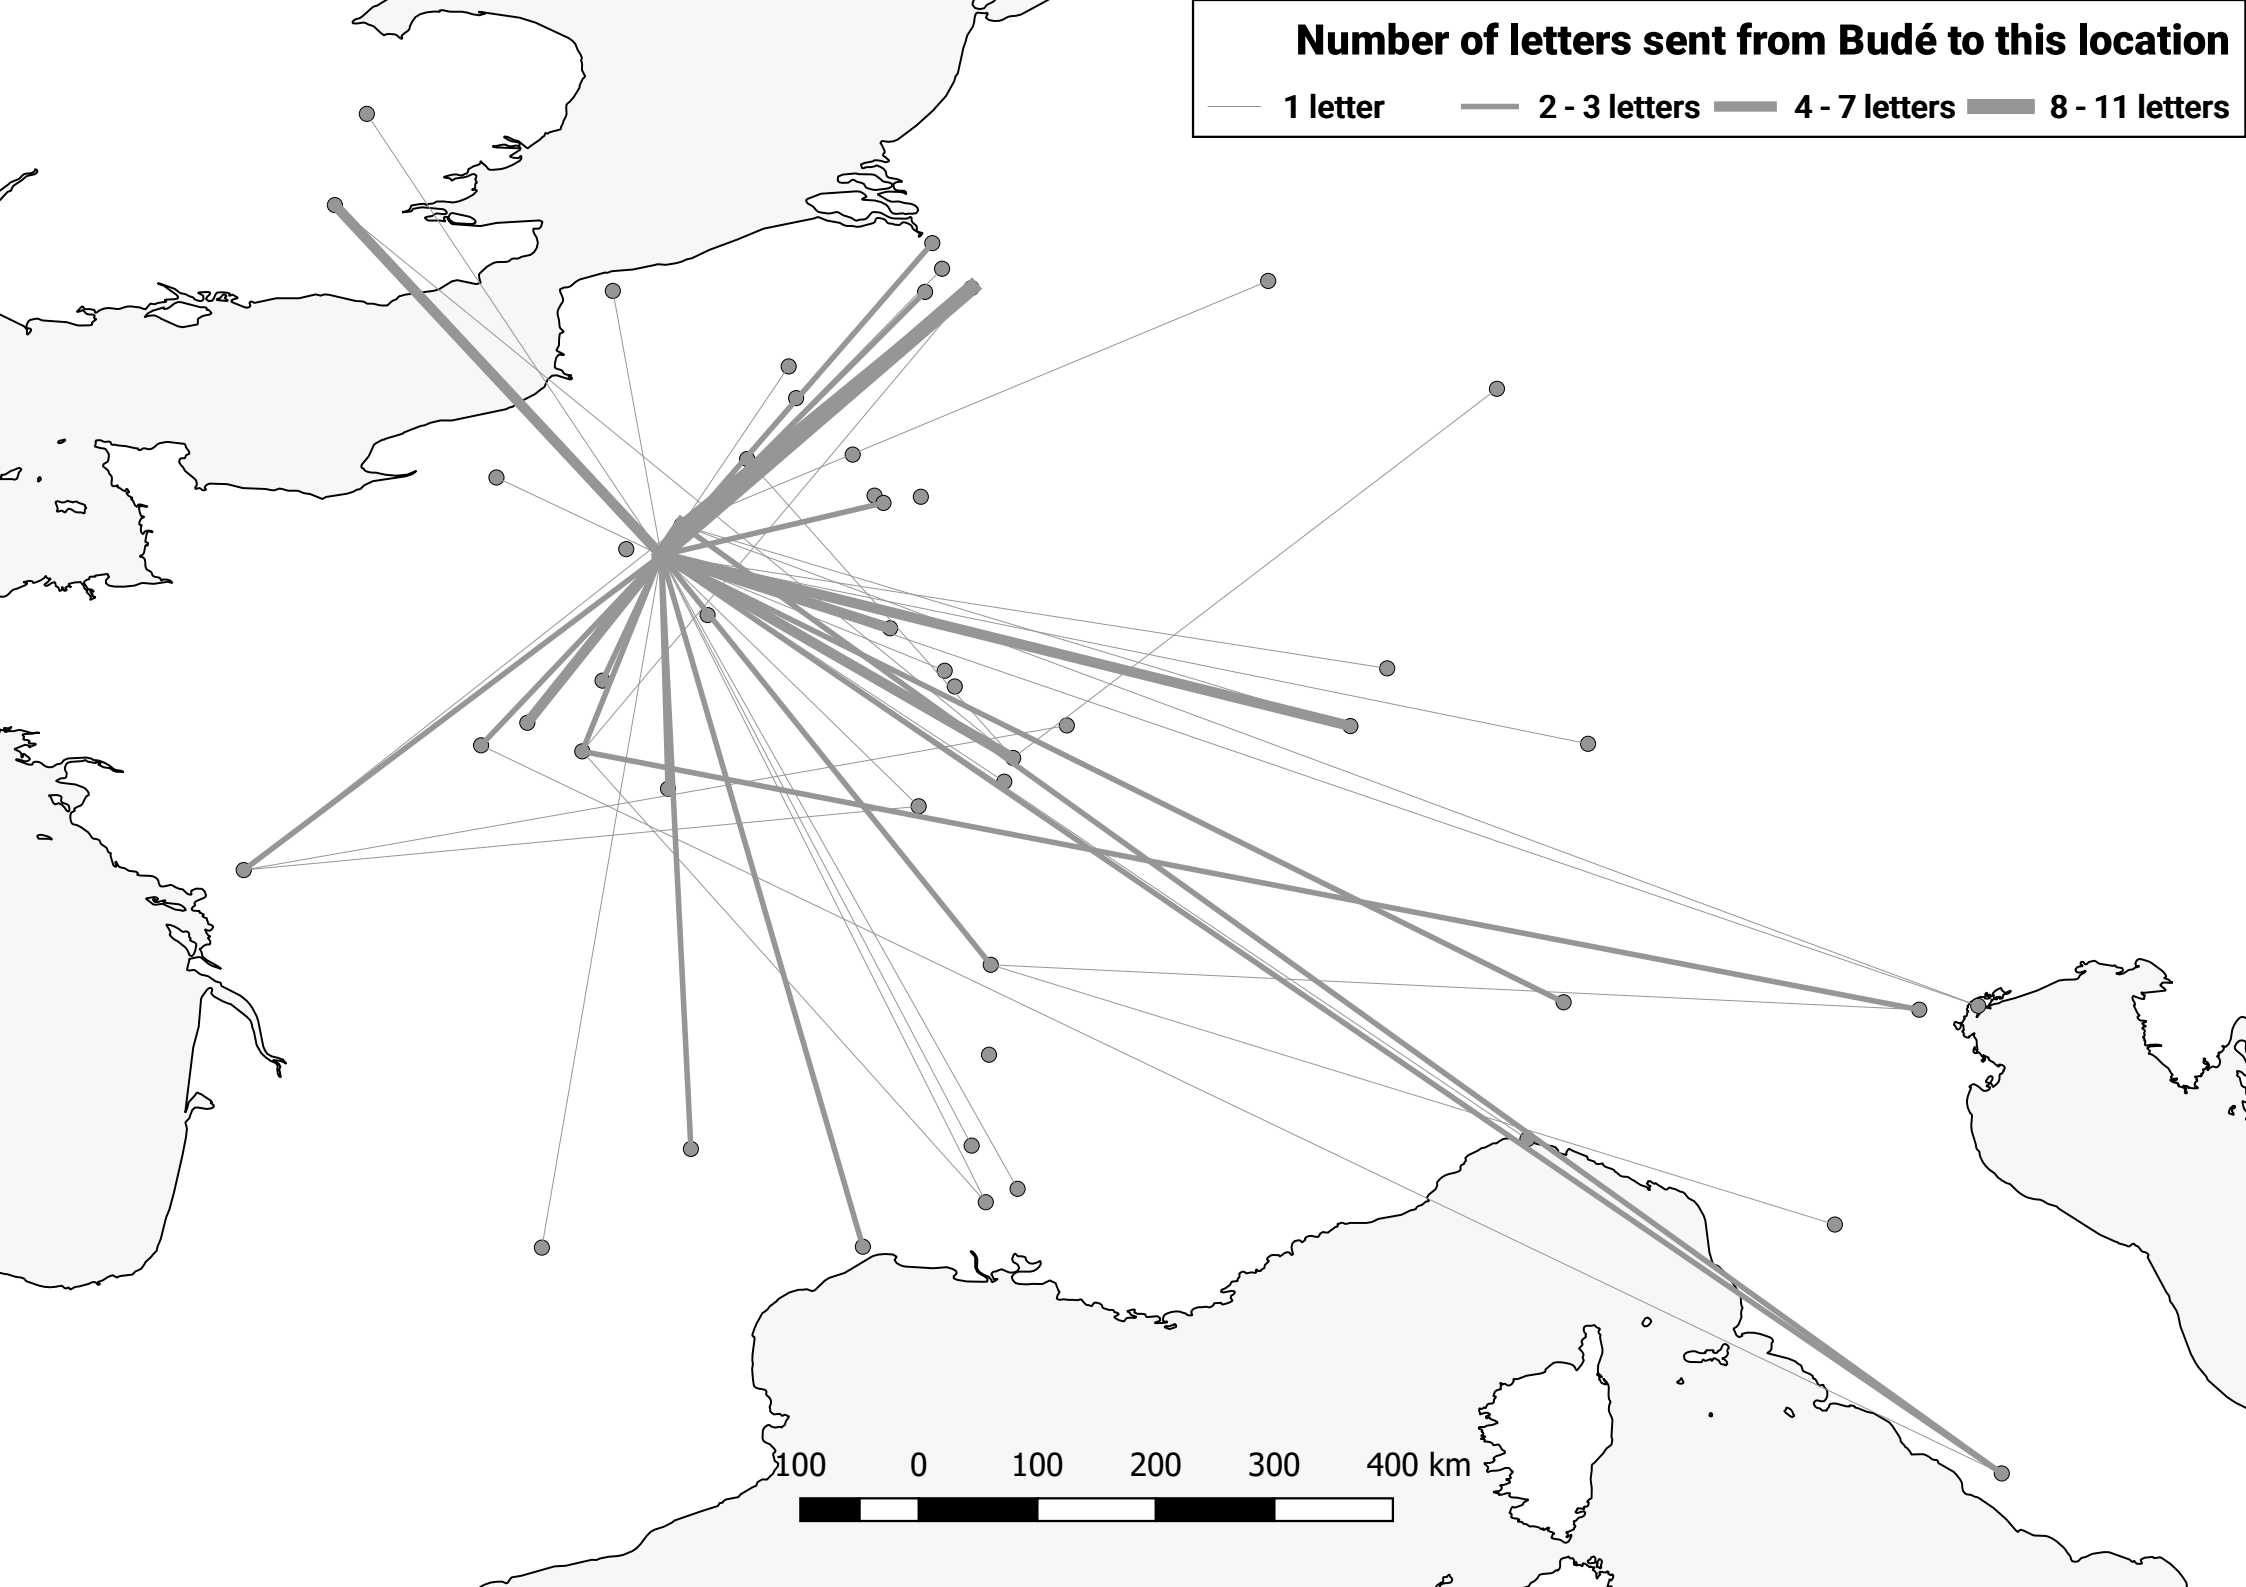 Number of letters sent from Budé to this location
1 letter 2 - 3 letters 4 - 7 letters 8 - 11 letters
100 0 100 200 300 400 km